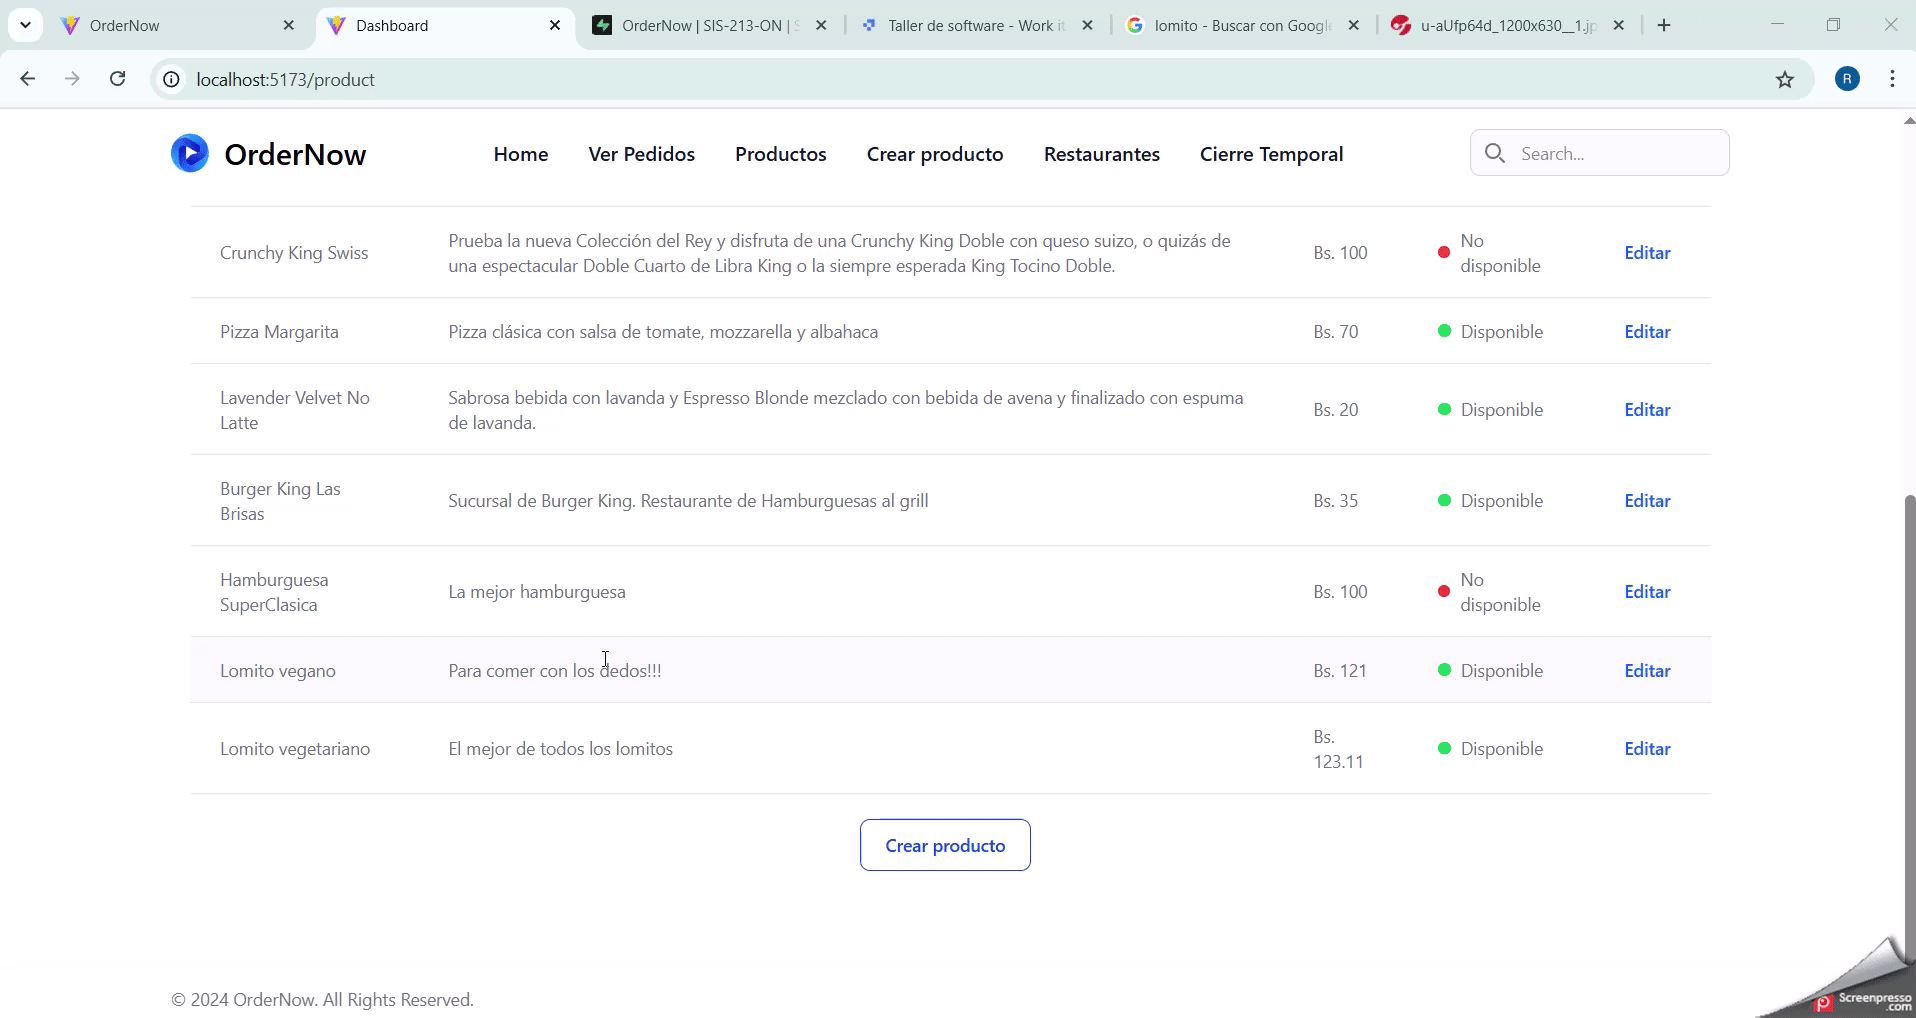 OrderNow
Dashboard
OrderNow | SIS-213-ON | S
Taller de software - Work it
lomito - Buscar con Google
u-aUfp64d_1200x630__1.jp
localhost:5173/product
R
OrderNow
Home
Ver Pedidos
Productos
Crear producto
Restaurantes
Cierre Temporal
Search...
Crunchy King Swiss
Prueba la nueva Colección del Rey y disfruta de una Crunchy King Doble con queso suizo, o quizás de
una espectacular Doble Cuarto de Libra King o la siempre esperada King Tocino Doble.
Bs. 100
No
disponible
Editar
Pizza Margarita
Pizza clásica con salsa de tomate, mozzarella y albahaca
Bs. 70
Disponible
Editar
Lavender Velvet No
Latte
Sabrosa bebida con lavanda y Espresso Blonde mezclado con bebida de avena y finalizado con espuma
de lavanda.
Bs. 20
Disponible
Editar
Burger King Las
Brisas
Sucursal de Burger King. Restaurante de Hamburguesas al grill
Bs. 35
Disponible
Editar
Hamburguesa
SuperClasica
La mejor hamburguesa
Bs. 100
No
disponible
Editar
Lomito vegano
Para comer con los dedos!!!
Bs. 121
Disponible
Editar
Lomito vegetariano
El mejor de todos los lomitos
Bs.
123.11
Disponible
Editar
Crear producto
© 2024 OrderNow. All Rights Reserved.
Screenpresso
.com